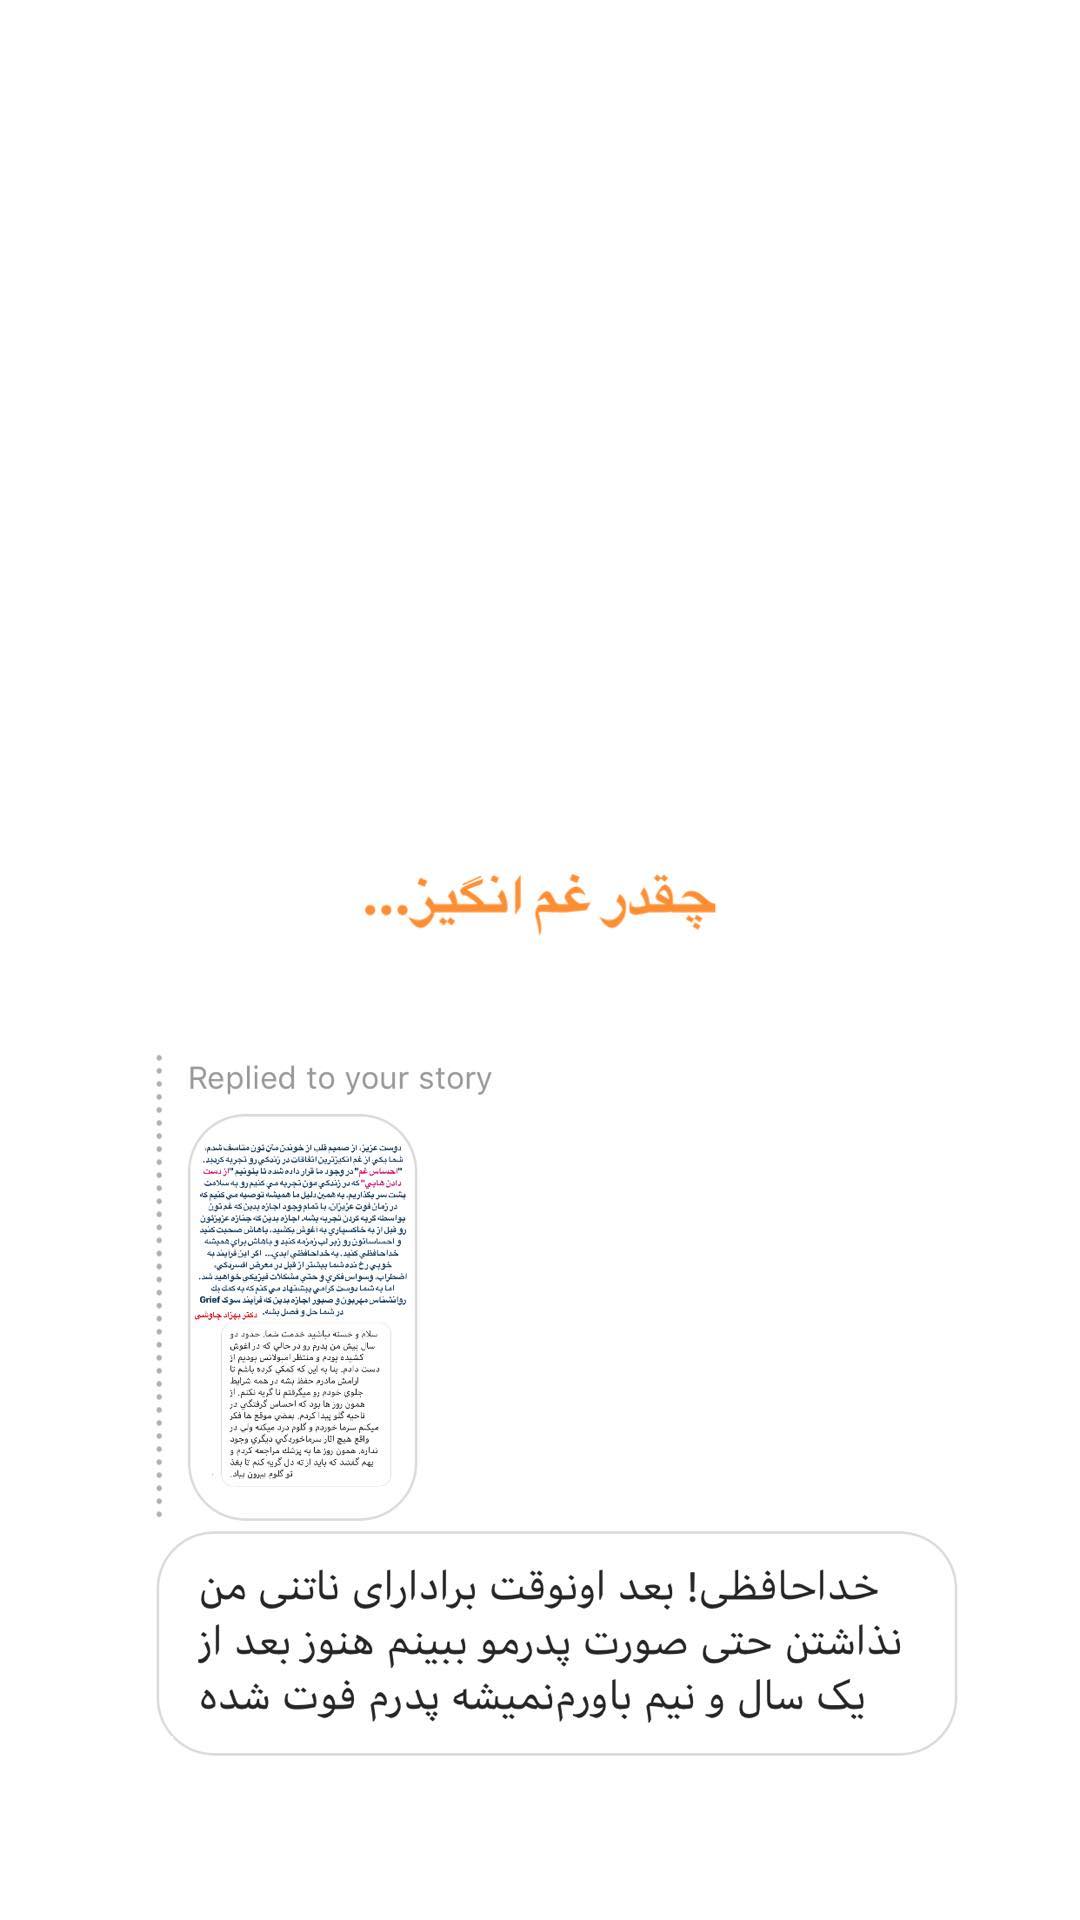 چقدر غم انگیز...
Replied to your story
دوست عزیز، از صمیم قلب از خوندن متن تون متاسف شدم.
شما یکی از غم انگیزترین اتفاقات در زندگی رو تجربه کردید.
"احساس غم" در وجود ما قرار داده شده تا بتونیم "از دست
دادن هایی" که در زندگی مون تجربه می کنیم رو به سلامت
پشت سر بگذاریم. به همین دلیل ما همیشه توصیه می کنیم که
در زمان فوت عزیزان، با تمام وجود اجازه بدین که غم تون
بواسطه گریه کردن تجربه بشه. اجازه بدین که جنازه عزیزتون
رو قبل از به خاکسپاری به آغوش بکشید، باهاش صحبت کنید
و احساساتون رو زیر لب زمزمه کنید و باهاش برای همیشه
خداحافظی کنید. یه خداحافظی ابدی... اگر این فرایند به
خوبی رخ نده شما بیشتر از قبل در معرض افسردگی،
اضطراب، وسواس فکری و حتی مشکلات فیزیکی خواهید شد.
اما به شما دوست گرامی پیشنهاد می کنم که به کمک یک
روانشناس مهربون و صبور اجازه بدین که فرایند سوگ Grief
در شما حل و فصل بشه. دکتر بهزاد چاوشی
سلام و خسته نباشید خدمت شما. حدود دو
سال پیش من پدرم رو در حالی که در اغوش
کشیده بودم و منتظر امبولانس بودیم از
دست دادم. بنا به این که کمکی کرده باشم تا
ارامش مادرم حفظ بشه در همه شرایط
جلوی خودم رو میگرفتم تا گریه نکنم. از
همون روز ها بود که احساس گرفتگی در
ناحیه گلو پیدا کردم. بعضی موقع ها فکر
میکنم سرما خوردم و گلوم درد میکنه ولی در
واقع هیچ اثار سرماخوردگی دیگری وجود
نداره. همون روز ها به پزشک مراجعه کردم و
بهم گفتند که باید از ته دل گریه کنم تا بغض
تو گلوم بیرون بیاد.
خداحافظی! بعد اونوقت برادارای ناتنی من
نذاشتن حتی صورت پدرمو ببینم هنوز بعد از
یک سال و نیم باورم‌نمیشه پدرم فوت شده